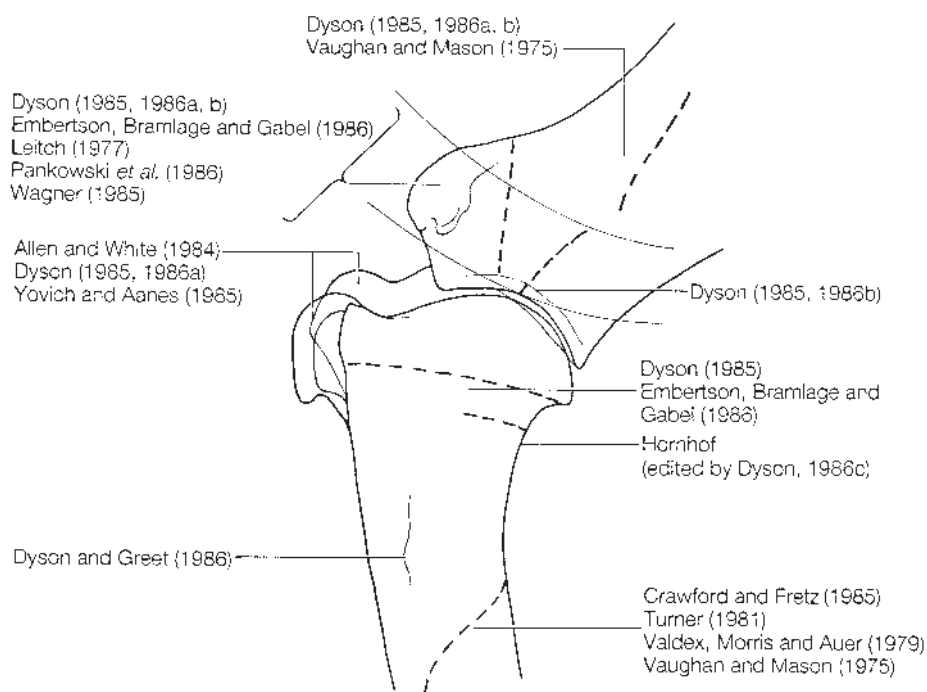 Dyson (1985, 1986a, b)
Vaughan and Mason (1975)
Dyson (1985, 1986a, b)
Embertson, Bramlage and Gabel (1986)
Leitch (1977)
Pankowski et al. (1986)
Wagner (1985)
Allen and White (1984)
Dyson (1985, 1986a)
Yovich and Aanes (1985)
Dyson (1985, 1986b)
Dyson (1985)
Embertson, Bramlage and
Gabel (1986)
Hornhof
(edited by Dyson, 1986c)
Dyson and Greet (1986)
Crawford and Fretz (1985)
Turner (1981)
Valdex, Morris and Auer (1979)
Vaughan and Mason (1975)